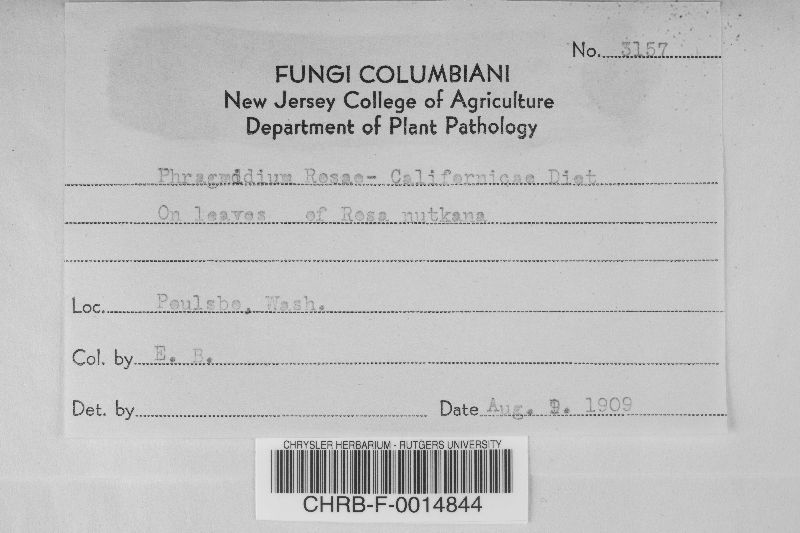 No. 3157
FUNGI COLUMBIANI
New Jersey College of Agriculture
Department of Plant Pathology
Phragmidium Rosae- Californicae Diet
On leaves of Rosa nutkana
Loc. Poulsbo, Wash.
Col. by E. B.
Det. by
Date Aug. 1909
CHRYSLER HERBARIUM - RUTGERS UNIVERSITY
CHRB-F-0014844